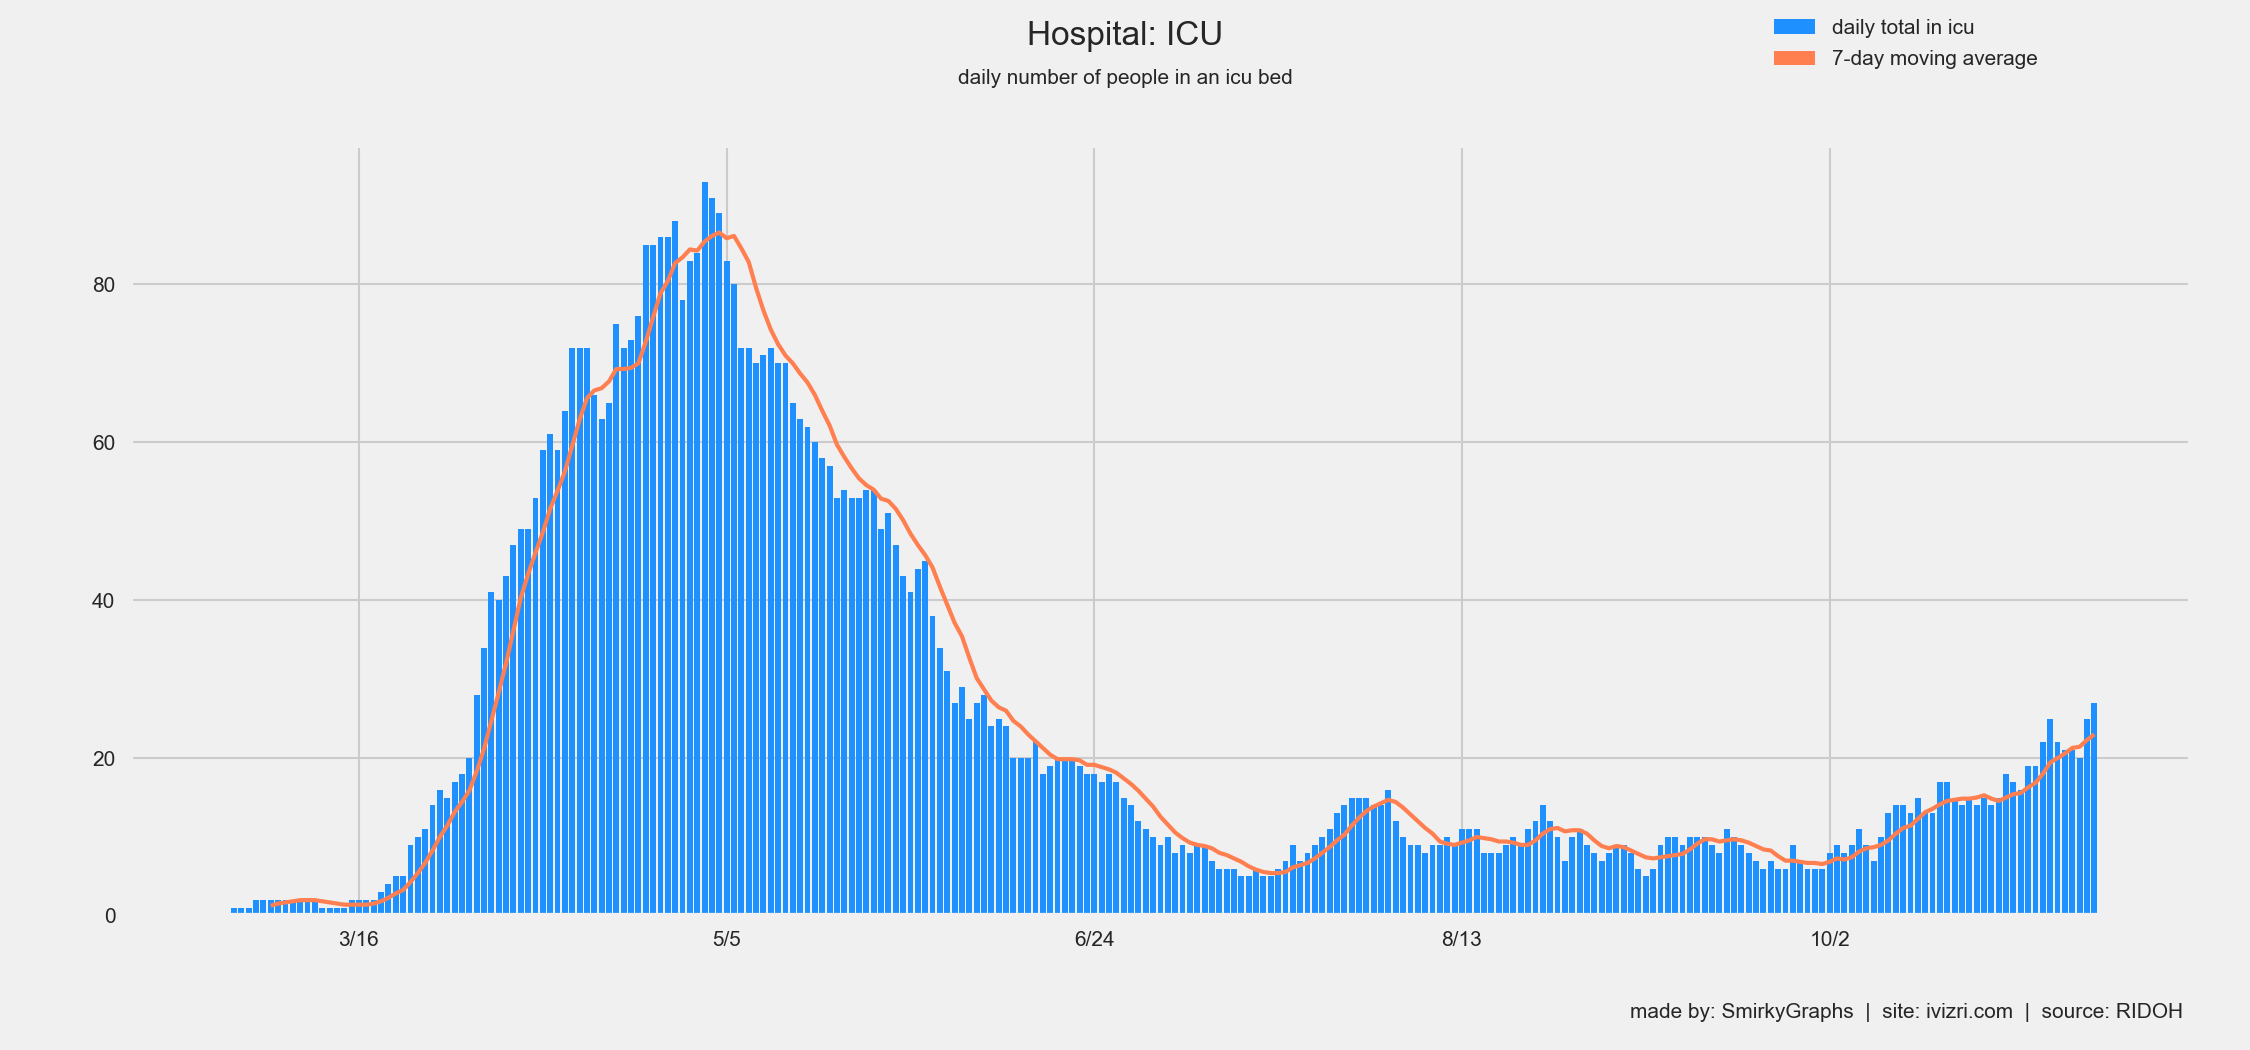 Hospital: ICU
daily number of people in an icu bed
daily total in icu
7-day moving average
80
60
40
20
0
3/16 5/5 6/24 8/13 10/2
made by: SmirkyGraphs | site: ivizri.com | source: RIDOH